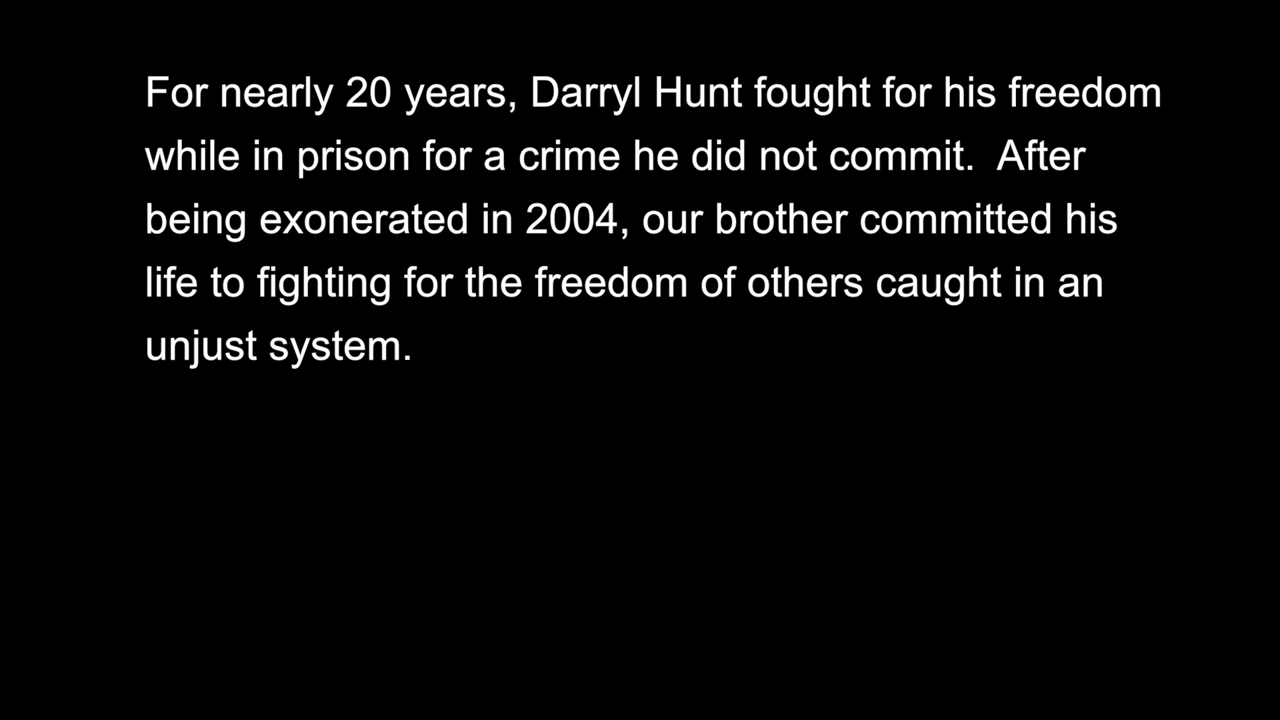 For nearly 20 years, Darryl Hunt fought for his freedom
while in prison for a crime he did not commit.  After
being exonerated in 2004, our brother committed his
life to fighting for the freedom of others caught in an
unjust system.